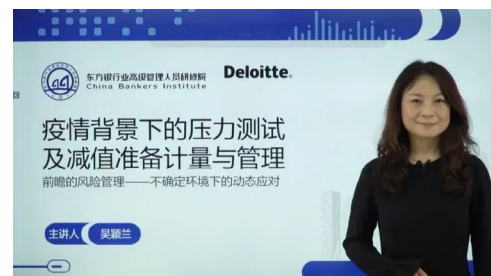 东方银行业高级管理人员研修院
China Bankers Institute
Deloitte.
疫情背景下的压力测试
及减值准备计量与管理
前瞻的风险管理——不确定环境下的动态应对
主讲人 吴颖兰